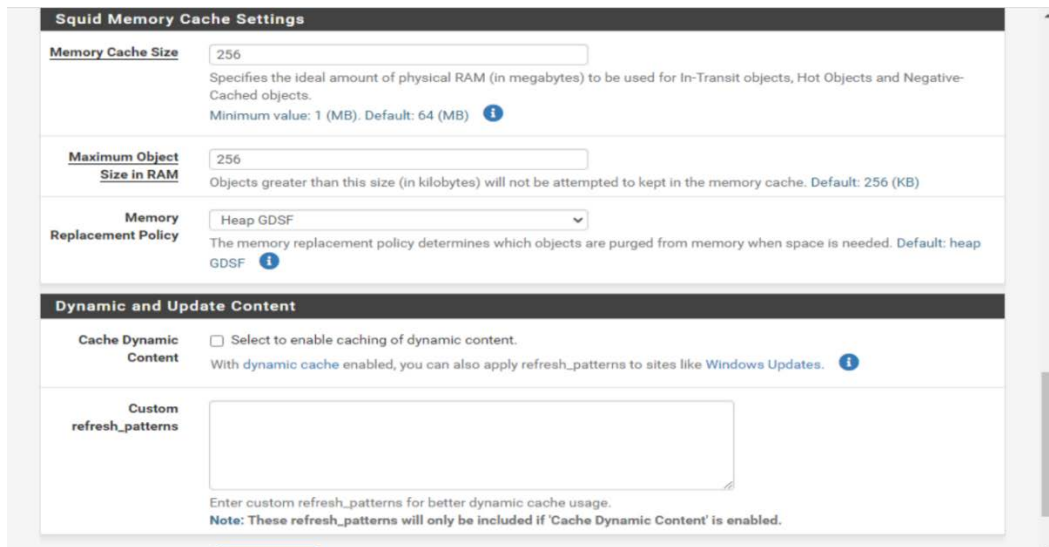 Squid Memory Cache Settings
Memory Cache Size
256
Specifies the ideal amount of physical RAM (in megabytes) to be used for In-Transit objects, Hot Objects and Negative-
Cached objects.
Minimum value: 1 (MB). Default: 64 (MB)
Maximum Object
Size in RAM
256
Objects greater than this size (in kilobytes) will not be attempted to kept in the memory cache. Default: 256 (KB)
Memory
Replacement Policy
Heap GDSF
The memory replacement policy determines which objects are purged from memory when space is needed. Default: heap
GDSF
Dynamic and Update Content
Cache Dynamic
Content
Select to enable caching of dynamic content.
With dynamic cache enabled, you can also apply refresh_patterns to sites like Windows Updates.
Custom
refresh_patterns
Enter custom refresh_patterns for better dynamic cache usage.
Note: These refresh_patterns will only be included if 'Cache Dynamic Content' is enabled.